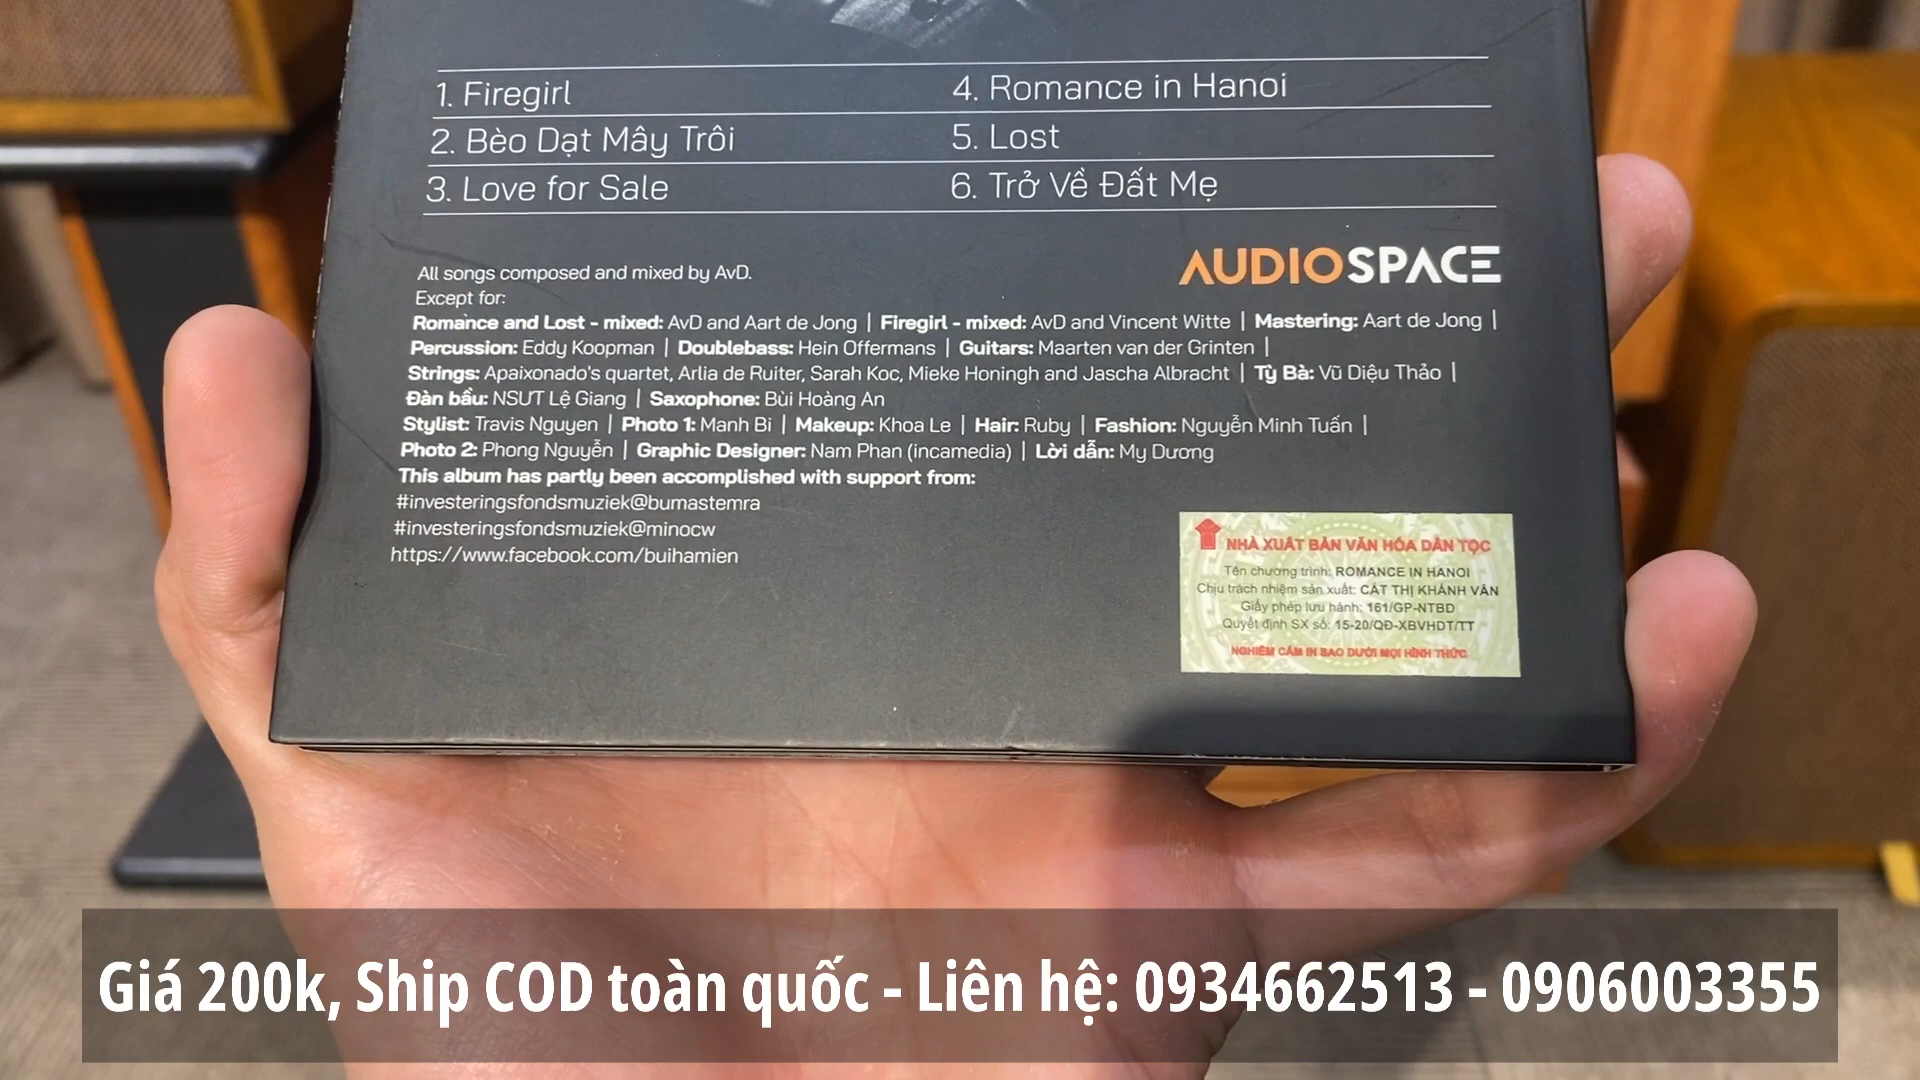 1. Firegirl
2. Bèo Dạt Mây Trôi
3. Love for Sale
4. Romance in Hanoi
5. Lost
6. Trở Về Đất Mẹ
AUDIOSPACE
All songs composed and mixed by AvD.
Except for:
Romance and Lost - mixed: AvD and Aart de Jong | Firegirl - mixed: AvD and Vincent Witte | Mastering: Aart de Jong |
Percussion: Eddy Koopman | Doublebass: Hein Offermans | Guitars: Maarten van der Grinten |
Strings: Apaixonado's quartet, Arlia de Ruiter, Sarah Koc, Mieke Honingh and Jascha Albracht | Tỳ Bà: Vũ Diệu Thảo |
Đàn bầu: NSƯT Lệ Giang | Saxophone: Bùi Hoàng An
Stylist: Travis Nguyen | Photo 1: Manh Bi | Makeup: Khoa Le | Hair: Ruby | Fashion: Nguyễn Minh Tuấn |
Photo 2: Phong Nguyễn | Graphic Designer: Nam Phan (incamedia) | Lời dẫn: My Dương
This album has partly been accomplished with support from:
#investeringsfondsmuziek@bumastemra
#investeringsfondsmuziek@minocw
https://www.facebook.com/buihamien
NHÀ XUẤT BẢN VĂN HÓA DÂN TỘC
Tên chương trình: ROMANCE IN HANOI
Chịu trách nhiệm sản xuất: CÁT THỊ KHÁNH VÂN
Giấy phép lưu hành: 161/GP-NTBD
Quyết định SX số: 15-20/QĐ-XBVHDT/TT
NGHIÊM CẤM IN SAO DƯỚI MỌI HÌNH THỨC
Giá 200k, Ship COD toàn quốc - Liên hệ: 0934662513 - 0906003355